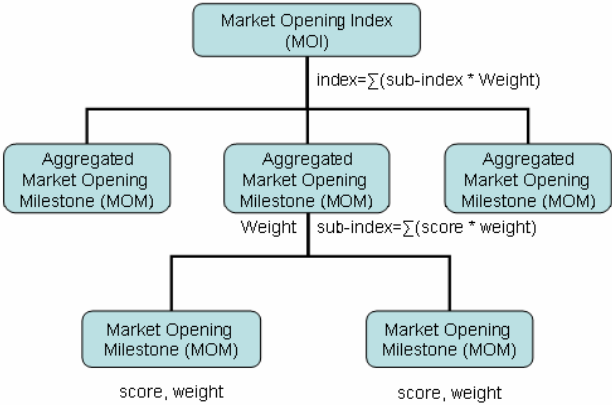 Market Opening Index
(MOI)
index=∑(sub-index * Weight)
Aggregated
Market Opening
Milestone (MOM)
Aggregated
Market Opening
Milestone (MOM)
Aggregated
Market Opening
Milestone (MOM)
Weight
sub-index=∑(score * weight)
Market Opening
Milestone (MOM)
Market Opening
Milestone (MOM)
score, weight
score, weight